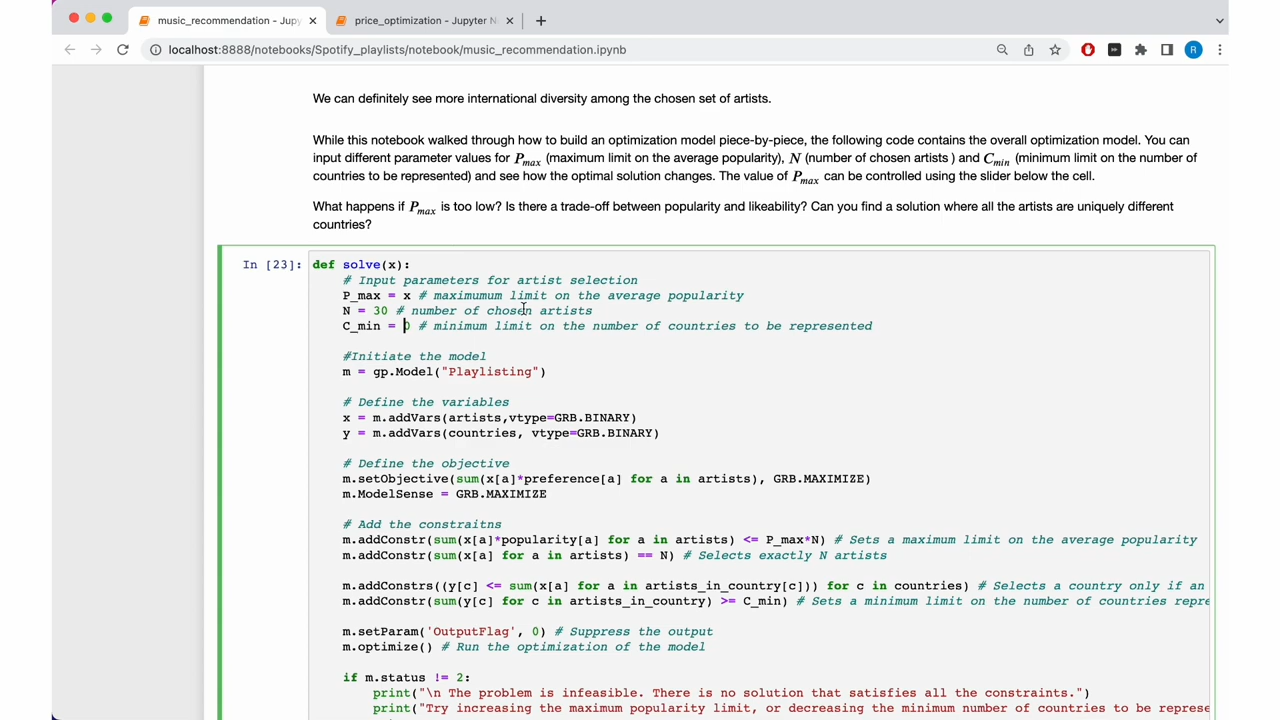 music_recommendation - Jupy
price_optimization - Jupyter N
localhost:8888/notebooks/Spotify_playlists/notebook/music_recommendation.ipynb
R
We can definitely see more international diversity among the chosen set of artists.
While this notebook walked through how to build an optimization model piece-by-piece, the following code contains the overall optimization model. You can
input different parameter values for Pmax (maximum limit on the average popularity), N (number of chosen artists ) and Cmin (minimum limit on the number of
countries to be represented) and see how the optimal solution changes. The value of Pmax can be controlled using the slider below the cell.
What happens if Pmax is too low? Is there a trade-off between popularity and likeability? Can you find a solution where all the artists are uniquely different
countries?
In [23]: def solve(x):
# Input parameters for artist selection
P_max = x # maximumum limit on the average popularity
N = 30 # number of chosen artists
C_min = 0 # minimum limit on the number of countries to be represented
#Initiate the model
m = gp.Model("Playlisting")
# Define the variables
x = m.addVars(artists,vtype=GRB.BINARY)
y = m.addVars(countries, vtype=GRB.BINARY)
# Define the objective
m.setObjective(sum(x[a]*preference[a] for a in artists), GRB.MAXIMIZE)
m.ModelSense = GRB.MAXIMIZE
# Add the constraitns
m.addConstr(sum(x[a]*popularity[a] for a in artists) <= P_max*N) # Sets a maximum limit on the average popularity
m.addConstr(sum(x[a] for a in artists) == N) # Selects exactly N artists
m.addConstrs((y[c] <= sum(x[a] for a in artists_in_country[c])) for c in countries) # Selects a country only if an
m.addConstr(sum(y[c] for c in artists_in_country) >= C_min) # Sets a minimum limit on the number of countries repre
m.setParam('OutputFlag', 0) # Suppress the output
m.optimize() # Run the optimization of the model
if m.status != 2:
print("\n The problem is infeasible. There is no solution that satisfies all the constraints.")
print("Try increasing the maximum popularity limit, or decreasing the minimum number of countries to be represe